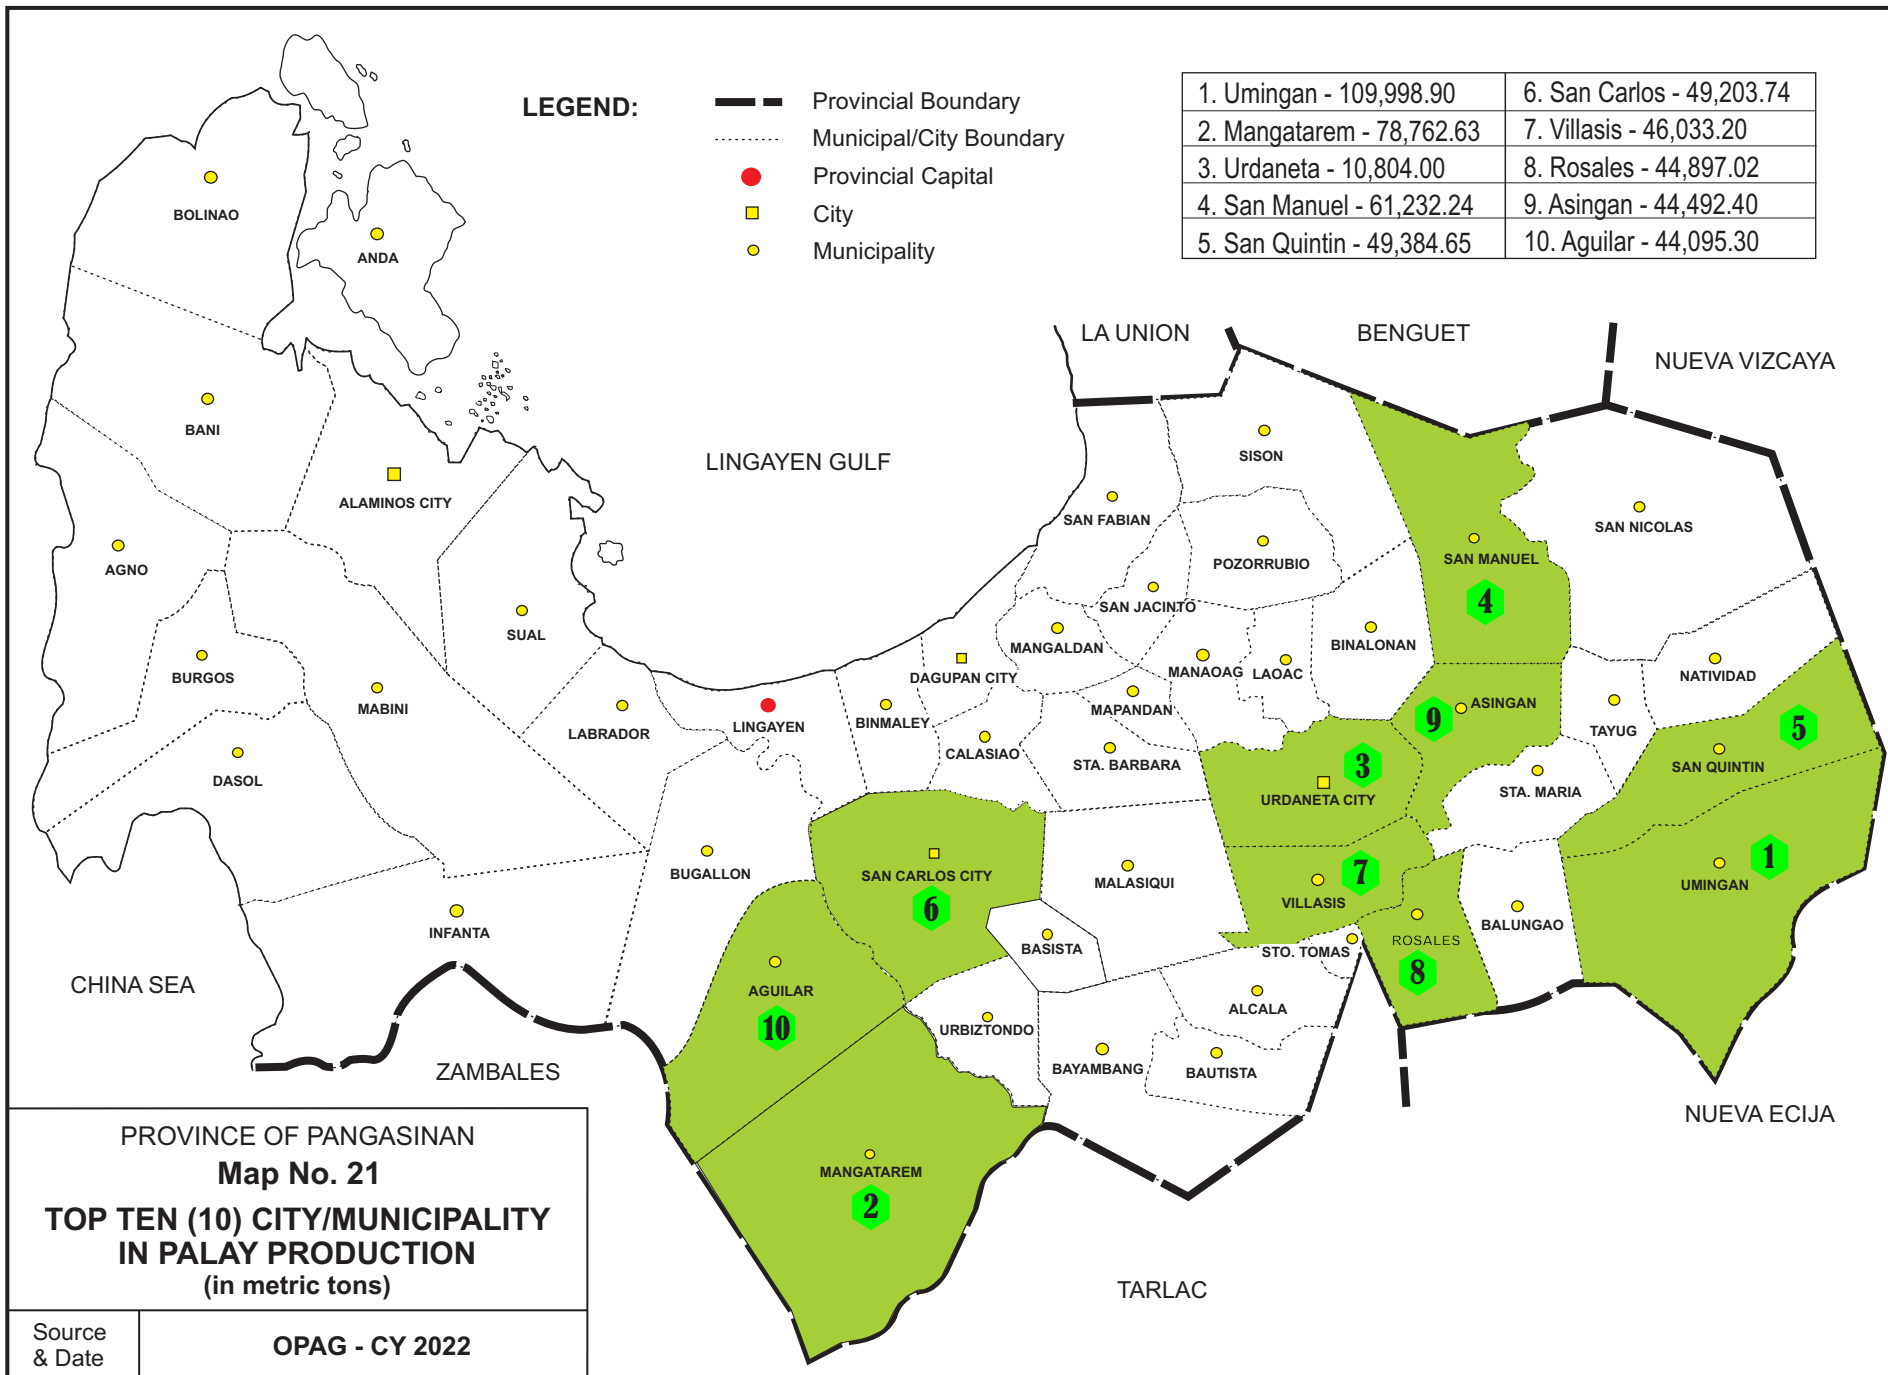 LEGEND:
Provincial Boundary
Municipal/City Boundary
Provincial Capital
City
Municipality
1. Umingan - 109,998.90
6. San Carlos - 49,203.74
2. Mangatarem - 78,762.63
7. Villasis - 46,033.20
3. Urdaneta - 10,804.00
8. Rosales - 44,897.02
4. San Manuel - 61,232.24
9. Asingan - 44,492.40
5. San Quintin - 49,384.65
10. Aguilar - 44,095.30
BOLINAO
ANDA
LA UNION
BENGUET
NUEVA VIZCAYA
BANI
ALAMINOS CITY
LINGAYEN GULF
SISON
SAN FABIAN
SAN NICOLAS
AGNO
POZORRUBIO
SAN MANUEL
4
SAN JACINTO
SUAL
MANGALDAN
BINALONAN
BURGOS
DAGUPAN CITY
MANAOAG
LAOAC
NATIVIDAD
MABINI
MAPANDAN
ASINGAN
9
LABRADOR
LINGAYEN
BINMALEY
TAYUG
5
CALASIAO
STA. BARBARA
3
SAN QUINTIN
DASOL
URDANETA CITY
STA. MARIA
BUGALLON
SAN CARLOS CITY
6
MALASIQUI
7
VILLASIS
1
UMINGAN
INFANTA
BASISTA
STO. TOMAS
ROSALES
8
BALUNGAO
CHINA SEA
AGUILAR
10
ALCALA
URBIZTONDO
ZAMBALES
BAYAMBANG
BAUTISTA
NUEVA ECIJA
MANGATAREM
2
TARLAC
PROVINCE OF PANGASINAN
Map No. 21
TOP TEN (10) CITY/MUNICIPALITY
IN PALAY PRODUCTION
(in metric tons)
Source
& Date
OPAG - CY 2022